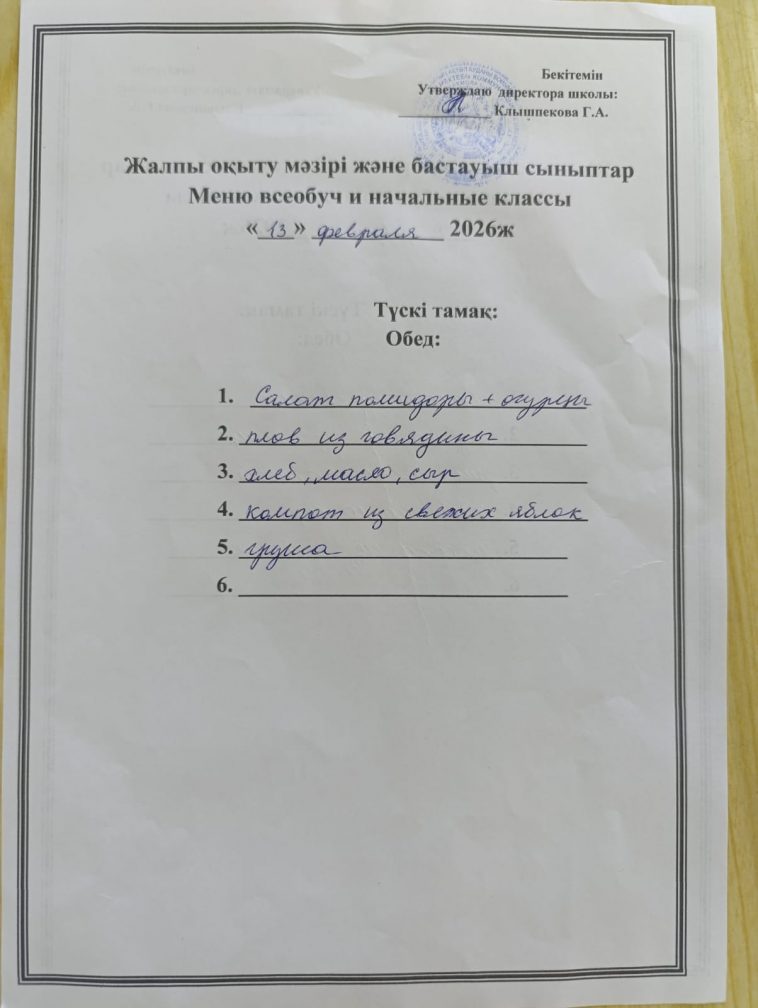 Бекітемін
Утверждаю директора школы:
Клышпекова Г.А.
Жалпы оқыту мәзірі және бастауыш сыныптар
Меню всеобуч и начальные классы
«13» февраля 2026ж
Түскі тамақ:
Обед:
1. Салат помидоры + огурцы
2. плов из говядины
3. хлеб, масло, сыр
4. компот из свежих яблок
5. груша
6.